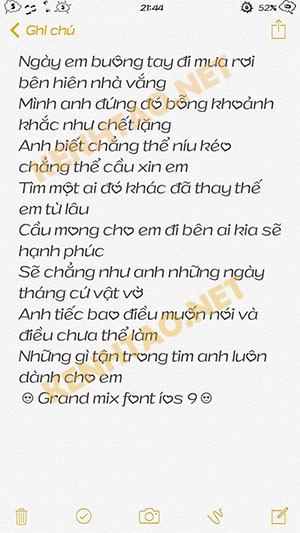 21:44
52%
Ghi chú
Ngày em buông tay đi mưa rơi
bên hiên nhà vắng
Mình anh đứng đó bỗng khoảnh
khắc như chết lặng
Anh biết chẳng thể níu kéo
chẳng thể cầu xin em
Tìm một ai đó khác đã thay thế
em từ lâu
Cầu mong cho em đi bên ai kia sẽ
hạnh phúc
Sẽ chẳng như anh những ngày
tháng cứ vật vờ
Anh tiếc bao điều muốn nói và
điều chưa thể làm
Những gì tận trong tim anh luôn
dành cho em
☺ Grand mix font ios 9 ☺
KENHTAO.NET
KENHTAO.NET